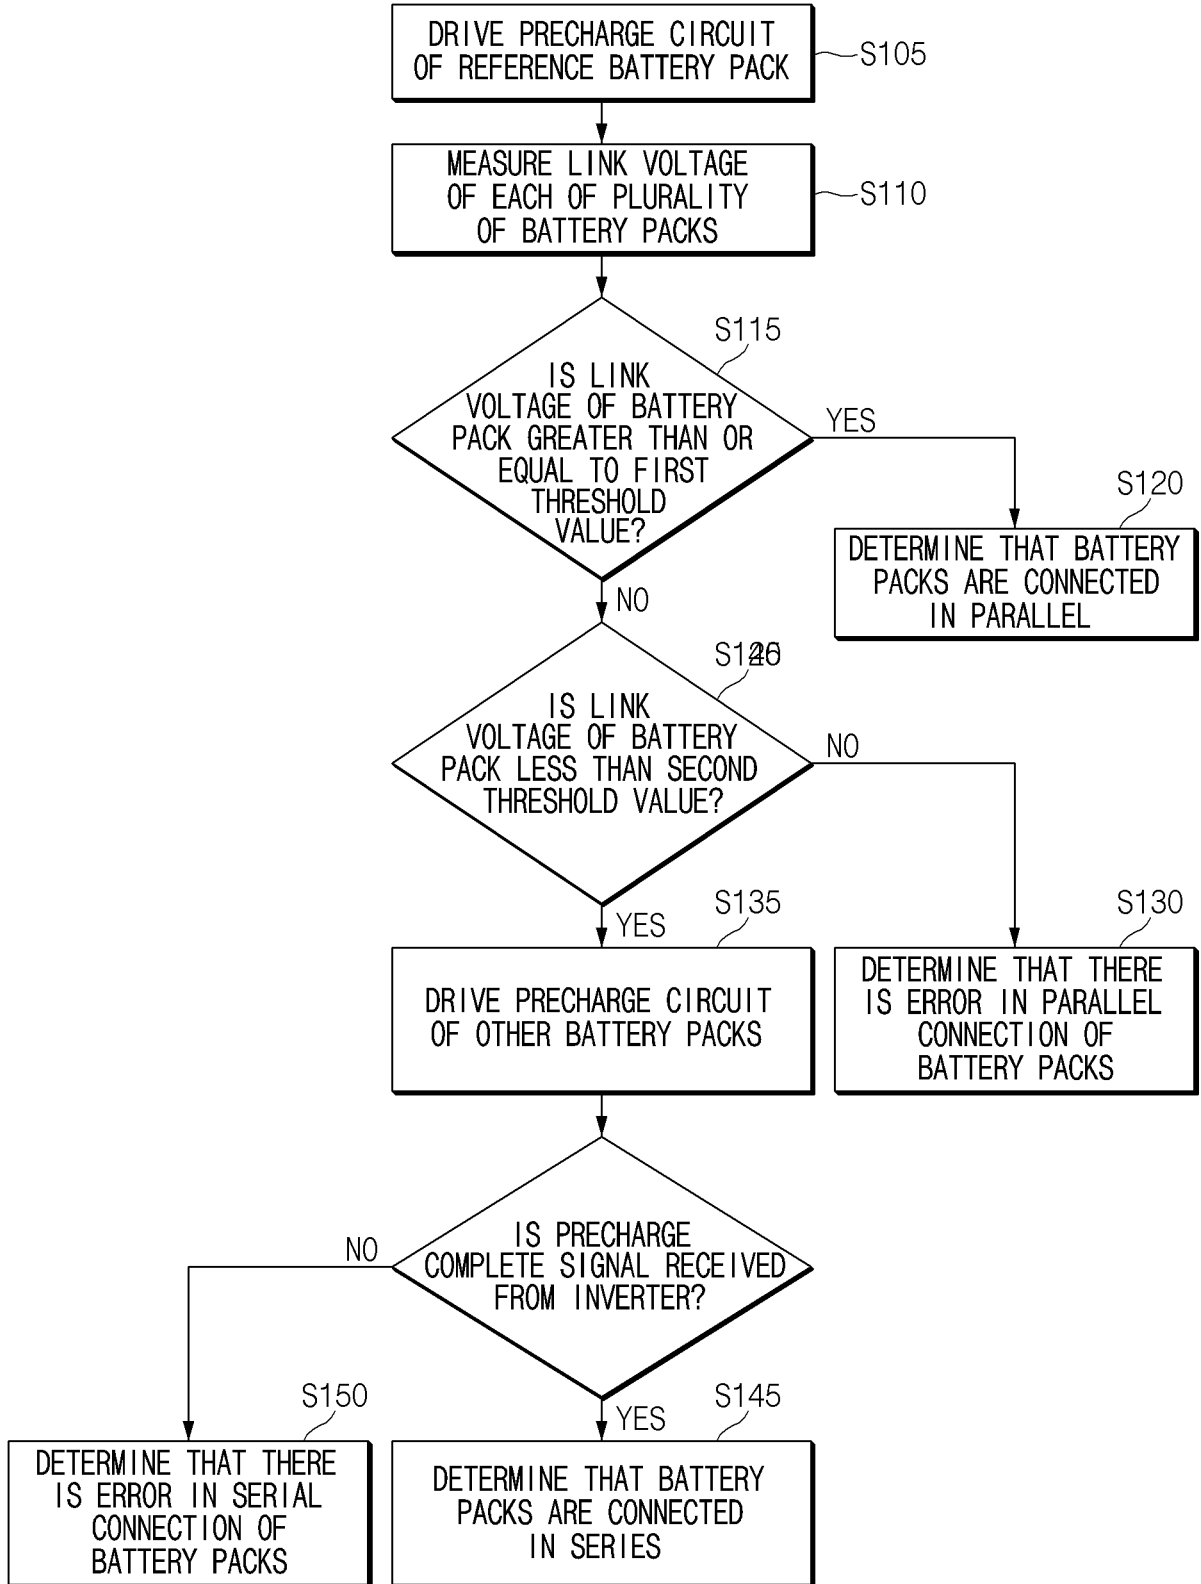 DRIVE PRECHARGE CIRCUIT
OF REFERENCE BATTERY PACK
S105
MEASURE LINK VOLTAGE
OF EACH OF PLURALITY
OF BATTERY PACKS
S110
S115
IS LINK
VOLTAGE OF BATTERY
PACK GREATER THAN OR
EQUAL TO FIRST
THRESHOLD
VALUE?
YES
S120
DETERMINE THAT BATTERY
PACKS ARE CONNECTED
IN PARALLEL
NO
IS LINK
VOLTAGE OF BATTERY
PACK LESS THAN SECOND
THRESHOLD VALUE?
NO
S130
DETERMINE THAT THERE
IS ERROR IN PARALLEL
CONNECTION OF
BATTERY PACKS
YES
S135
DRIVE PRECHARGE CIRCUIT
OF OTHER BATTERY PACKS
IS PRECHARGE
COMPLETE SIGNAL RECEIVED
FROM INVERTER?
NO
S150
DETERMINE THAT THERE
IS ERROR IN SERIAL
CONNECTION OF
BATTERY PACKS
YES
S145
DETERMINE THAT BATTERY
PACKS ARE CONNECTED
IN SERIES